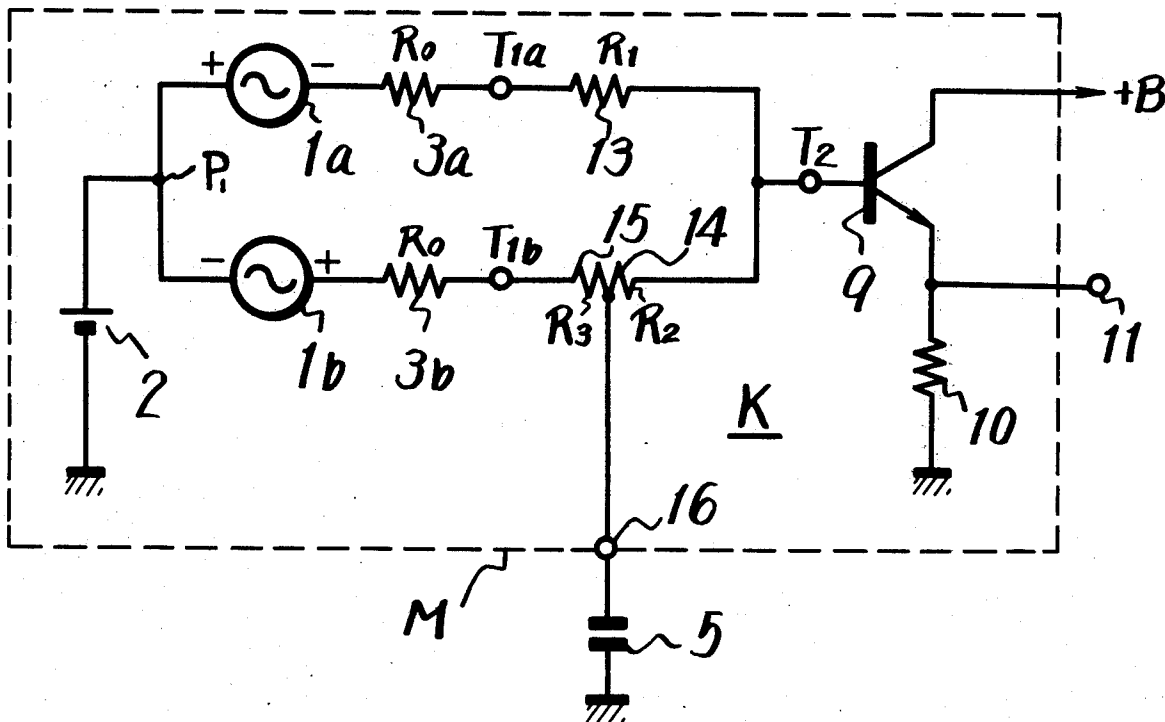 R₀ T1a R₁
+ − +B
1a 3a 13 T2
P₁
R₀ T1b 15 14
− + 9
R₃ R₂ 11
1b 3b
2 K 10
16
M 5